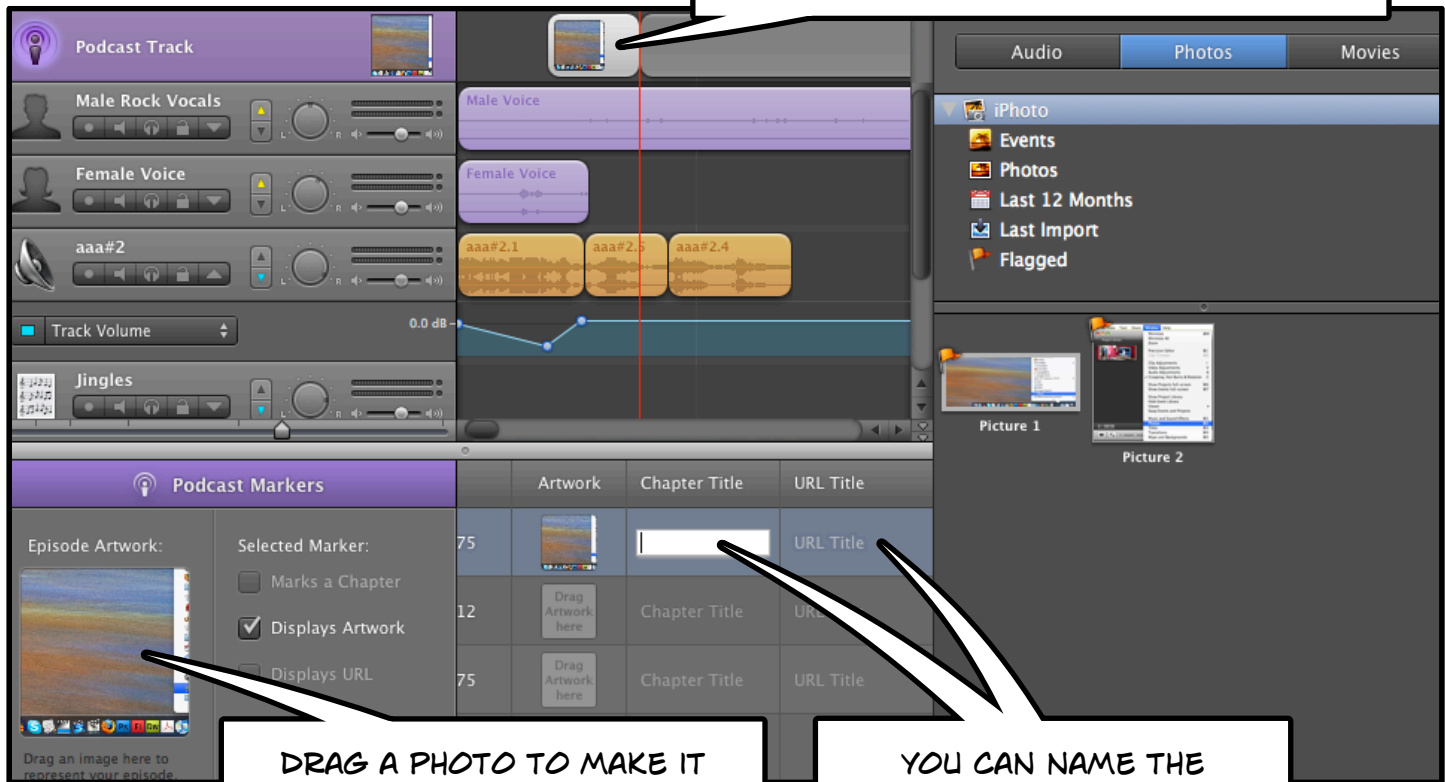 Podcast Track
Audio
Photos
Movies
Male Rock Vocals
L
R
Male Voice
iPhoto
Events
Photos
Last 12 Months
Last Import
Flagged
Female Voice
L
R
Female Voice
aaa#2
L
R
aaa#2.1
aaa#2.5
aaa#2.4
Track Volume
0.0 dB
Jingles
L
R
Picture 1
Picture 2
Podcast Markers
Artwork
Chapter Title
URL Title
Episode Artwork:
Selected Marker:
75
URL Title
Marks a Chapter
Displays Artwork
Displays URL
12
Drag
Artwork
here
Chapter Title
75
Drag
Artwork
here
Chapter Title
URL Title
Drag an image here to
represent your episode.
DRAG A PHOTO TO MAKE IT
YOU CAN NAME THE